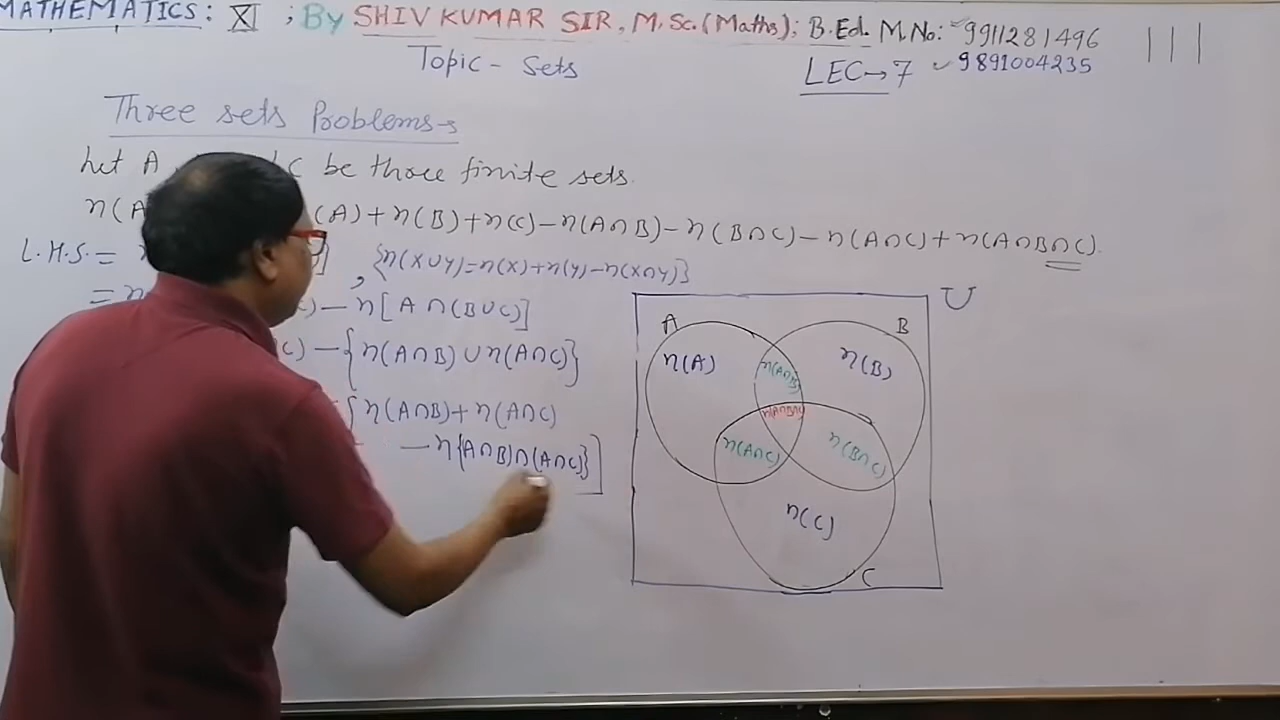 MATHEMATICS: XI ; By SHIV KUMAR SIR, M.Sc.(Maths); B.Ed. M.No: 9911281496
9891004235
Topic - Sets
LEC→7
Three sets Problems→
Let A C be three finite sets.
n(A (A)+n(B)+n(C)-n(A∩B)-n(B∩C)-n(A∩C)+n(A∩B∩C).
L.H.S. = ], {n(X∪Y)=n(X)+n(Y)-n(X∩Y)}
= n )-n[A∩(B∪C)]
C)-{n(A∩B)∪n(A∩C)}
[n(A∩B)+n(A∩C)
-n{A∩B)∩(A∩C)}]
U
A
B
n(A)
n(A∩B)
n(B)
n(A∩B∩C)
n(A∩C)
n(B∩C)
n(C)
C